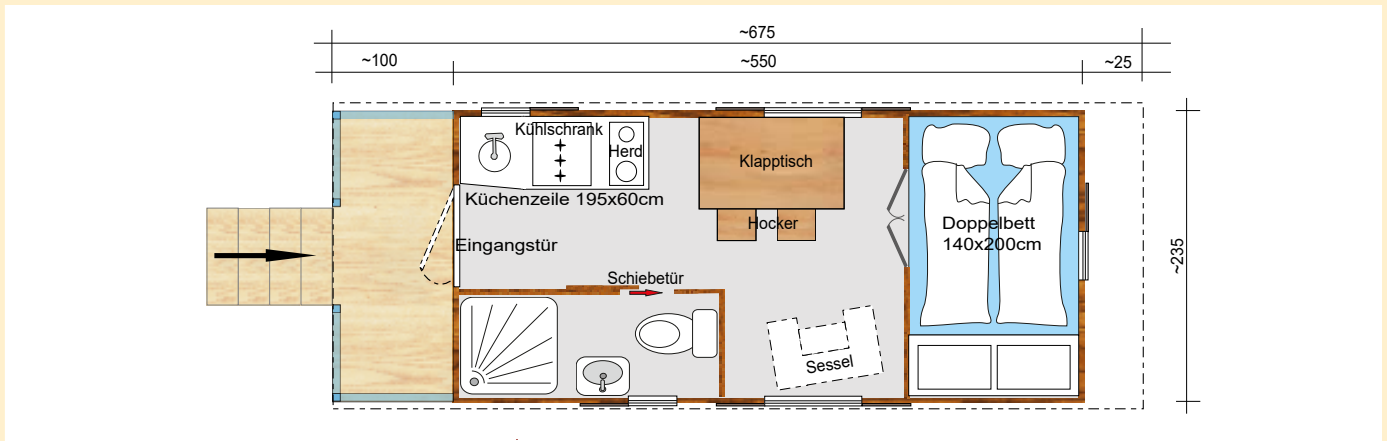 ~675
~100
~550
~25
Kühlschrank
Herd
Klapptisch
Küchenzeile 195x60cm
Hocker
Doppelbett
140x200cm
Eingangstür
~235
Schiebetür
Sessel